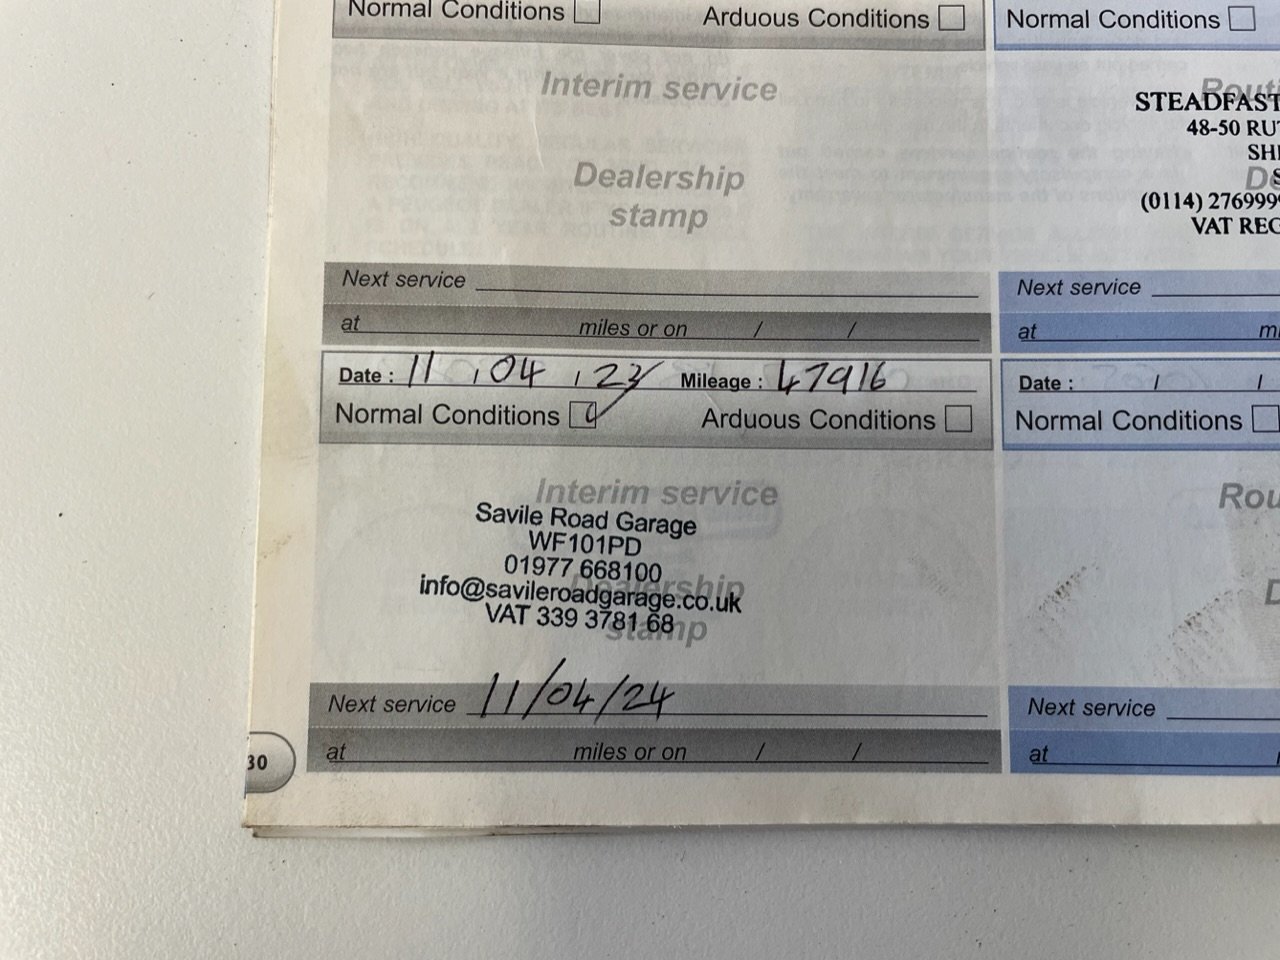 Normal Conditions
Arduous Conditions
Normal Conditions
Interim service
Dealership
stamp
STEADFAST
48-50
(0114)
VAT REG
Next service
at miles or on / /
Next service
at
Date : 11 / 04 / 23 Mileage : 47916
Normal Conditions
Arduous Conditions
Date : / /
Normal Conditions
Interim service
Dealership
stamp
Savile Road Garage
WF101PD
01977 668100
info@savileroadgarage.co.uk
VAT 339 3781 68
Next service 11/04/24
at miles or on / /
Next service
at
30